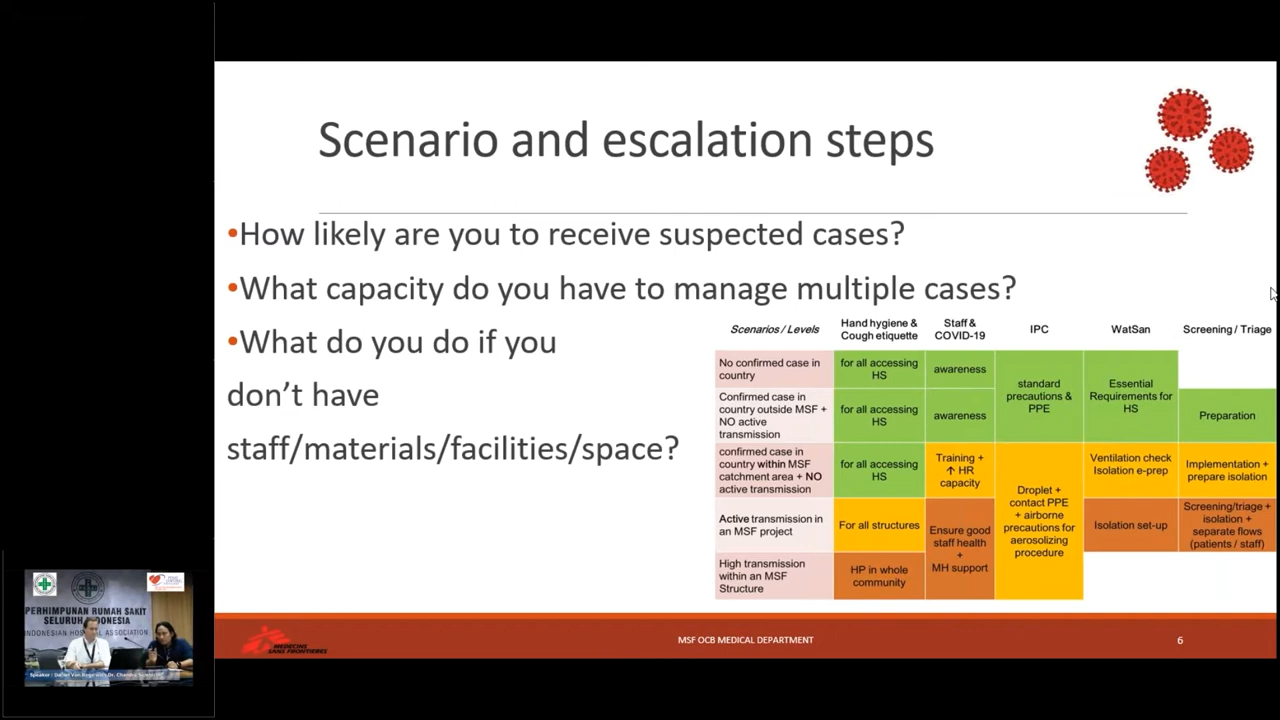 Scenario and escalation steps
•How likely are you to receive suspected cases?
•What capacity do you have to manage multiple cases?
•What do you do if you
don't have
staff/materials/facilities/space?
Scenarios / Levels
Hand hygiene &
Cough etiquette
Staff &
COVID-19
IPC
WatSan
Screening / Triage
No confirmed case in
country
for all accessing
HS
awareness
standard
precautions &
PPE
Essential
Requirements for
HS
Confirmed case in
country outside MSF +
NO active
transmission
for all accessing
HS
awareness
Preparation
confirmed case in
country within MSF
catchment area + NO
active transmission
for all accessing
HS
Training +
↑ HR
capacity
Droplet +
contact PPE
+ airborne
precautions for
aerosolizing
procedure
Ventilation check
Isolation e-prep
Implementation +
prepare isolation
Active transmission in
an MSF project
For all structures
Ensure good
staff health
+
MH support
Isolation set-up
Screening/triage +
isolation +
separate flows
(patients / staff)
High transmission
within an MSF
Structure
HP in whole
community
MEDECINS
SANS FRONTIERES
MSF OCB MEDICAL DEPARTMENT
6
PERHIMPUNAN RUMAH SAKIT
SELURUH INDONESIA
INDONESIAN HOSPITAL ASSOCIATION